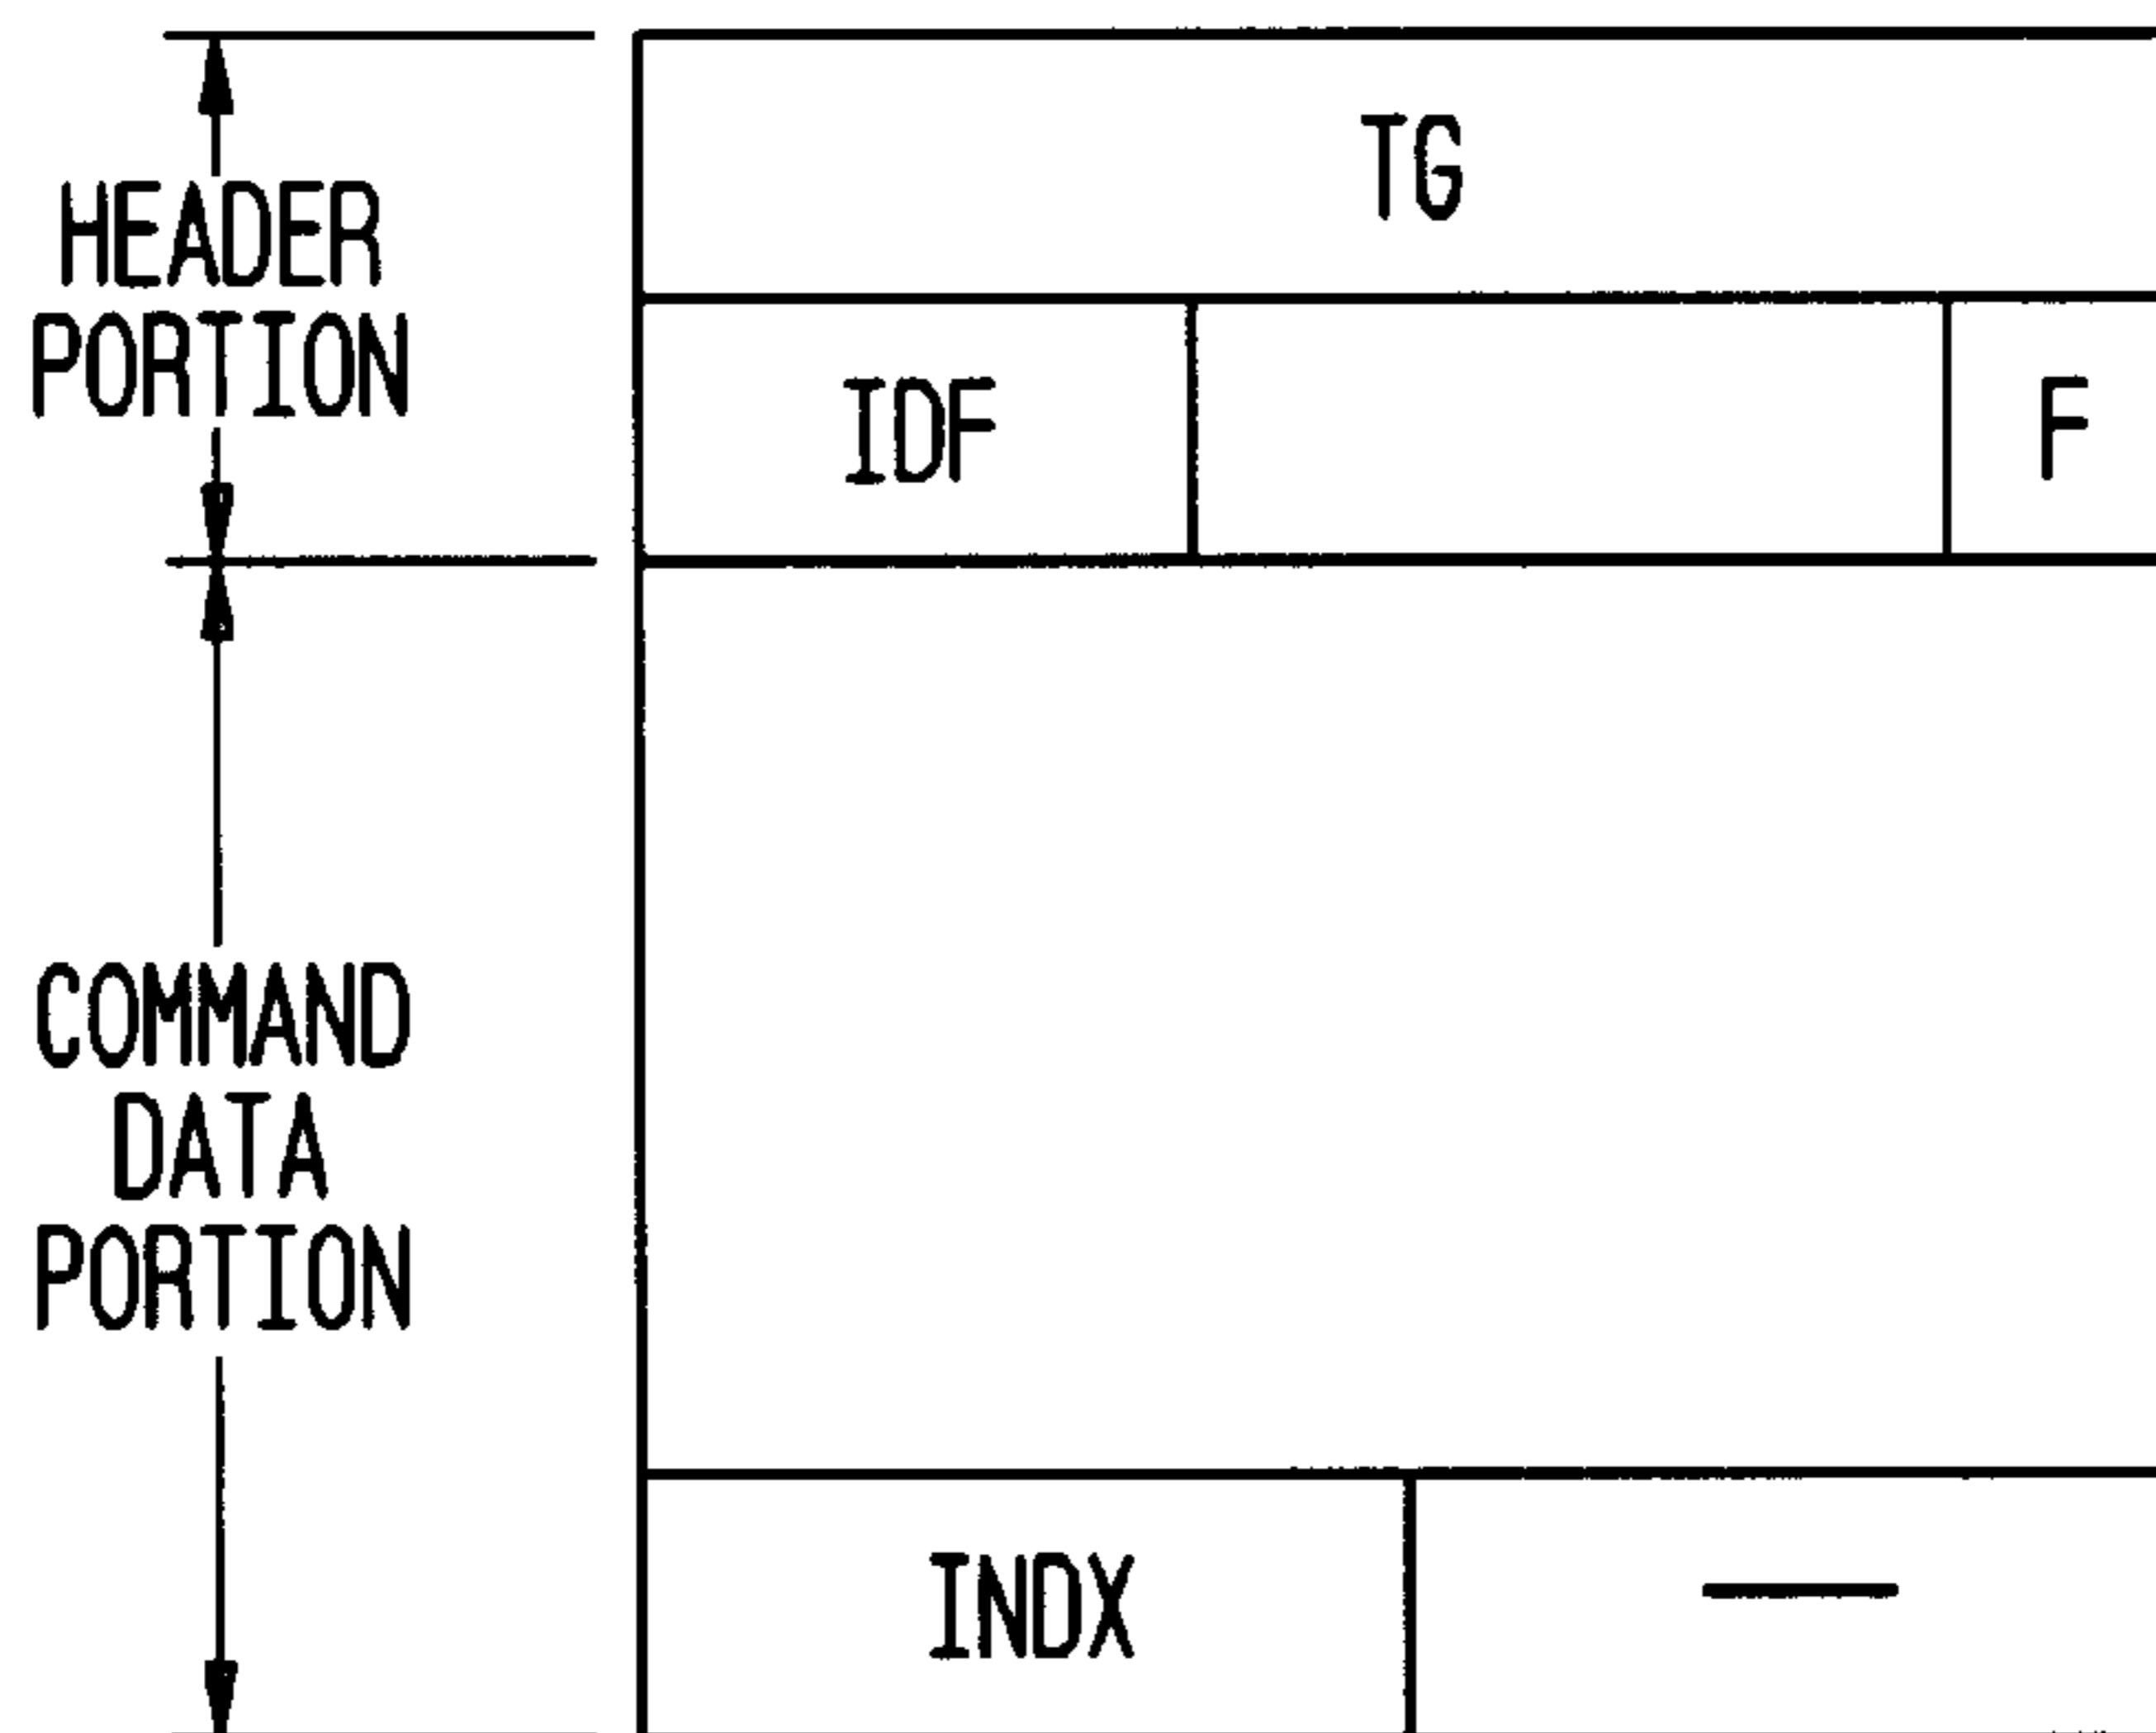 TG
HEADER
PORTION
IDF
F
COMMAND
DATA
PORTION
INDX
—